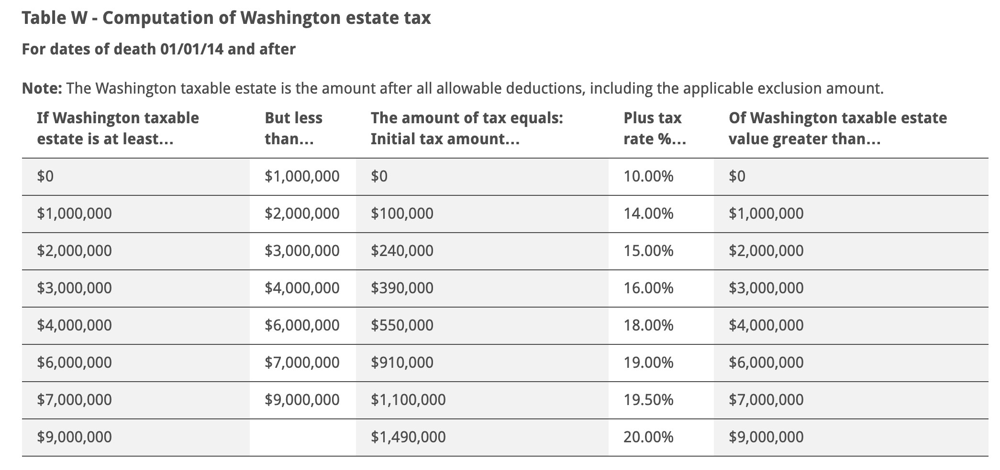 Table W - Computation of Washington estate tax
For dates of death 01/01/14 and after
Note: The Washington taxable estate is the amount after all allowable deductions, including the applicable exclusion amount.
If Washington taxable estate is at least... But less than... The amount of tax equals: Initial tax amount... Plus tax rate %... Of Washington taxable estate value greater than...
$0 $1,000,000 $0 10.00% $0
$1,000,000 $2,000,000 $100,000 14.00% $1,000,000
$2,000,000 $3,000,000 $240,000 15.00% $2,000,000
$3,000,000 $4,000,000 $390,000 16.00% $3,000,000
$4,000,000 $6,000,000 $550,000 18.00% $4,000,000
$6,000,000 $7,000,000 $910,000 19.00% $6,000,000
$7,000,000 $9,000,000 $1,100,000 19.50% $7,000,000
$9,000,000 $1,490,000 20.00% $9,000,000